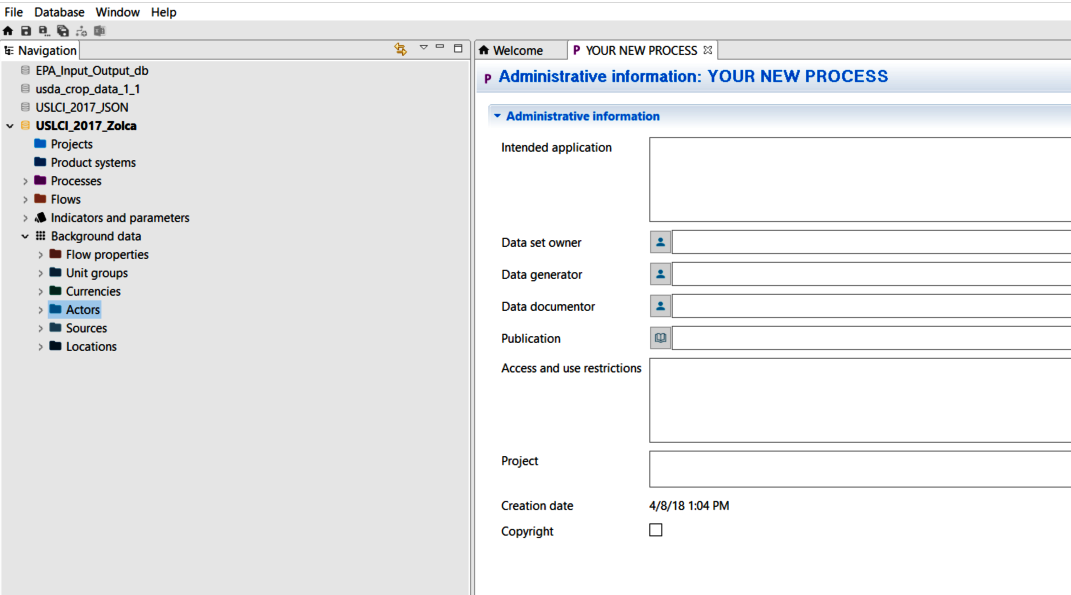 File Database Window Help
Navigation
EPA_Input_Output_db
usda_crop_data_1_1
USLCI_2017_JSON
USLCI_2017_Zolca
Projects
Product systems
Processes
Flows
Indicators and parameters
Background data
Flow properties
Unit groups
Currencies
Actors
Sources
Locations
Welcome
P YOUR NEW PROCESS
P Administrative information: YOUR NEW PROCESS
Administrative information
Intended application
Data set owner
Data generator
Data documentor
Publication
Access and use restrictions
Project
Creation date 4/8/18 1:04 PM
Copyright